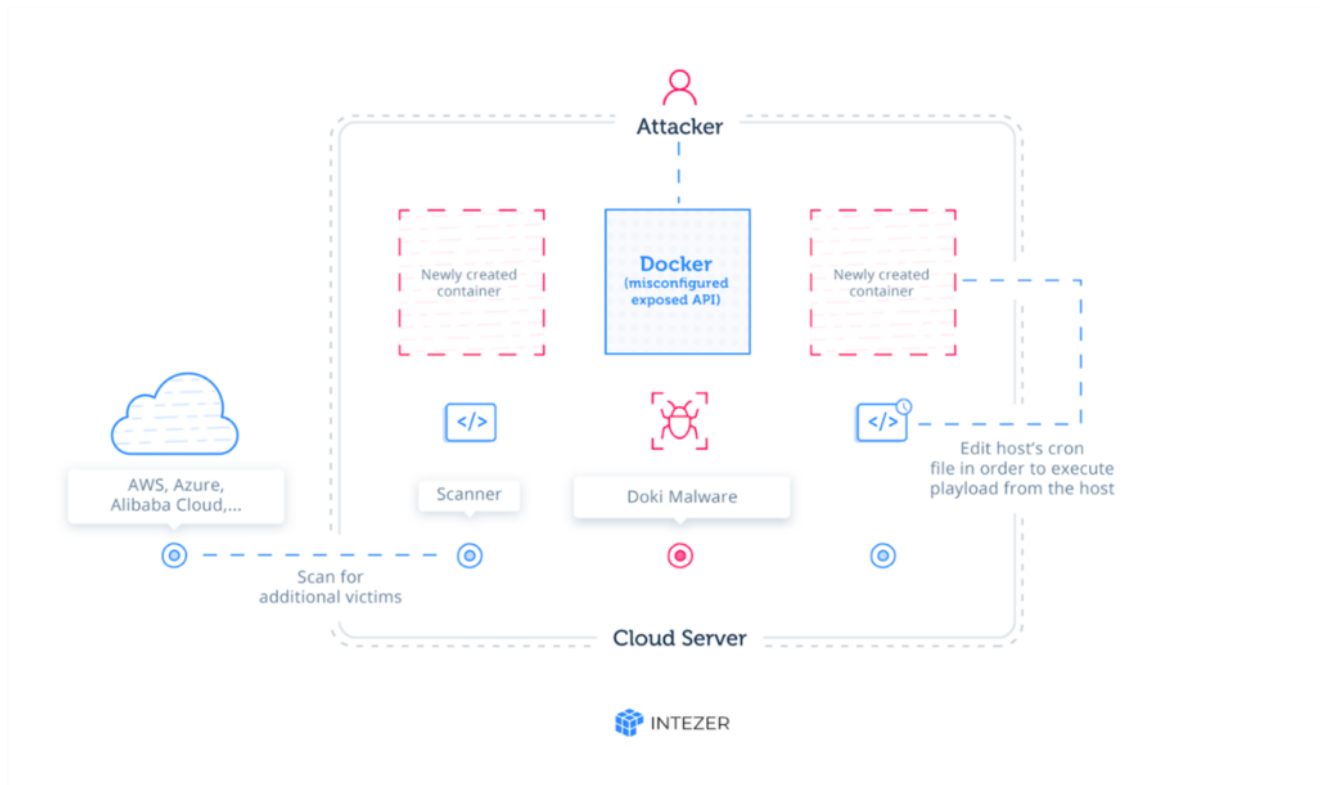 Attacker
Newly created
container
Docker
(misconfigured
exposed API)
Newly created
container
</>
</>
Edit host's cron
file in order to execute
playload from the host
AWS, Azure,
Alibaba Cloud,...
Scanner
Doki Malware
Scan for
additional victims
Cloud Server
INTEZER